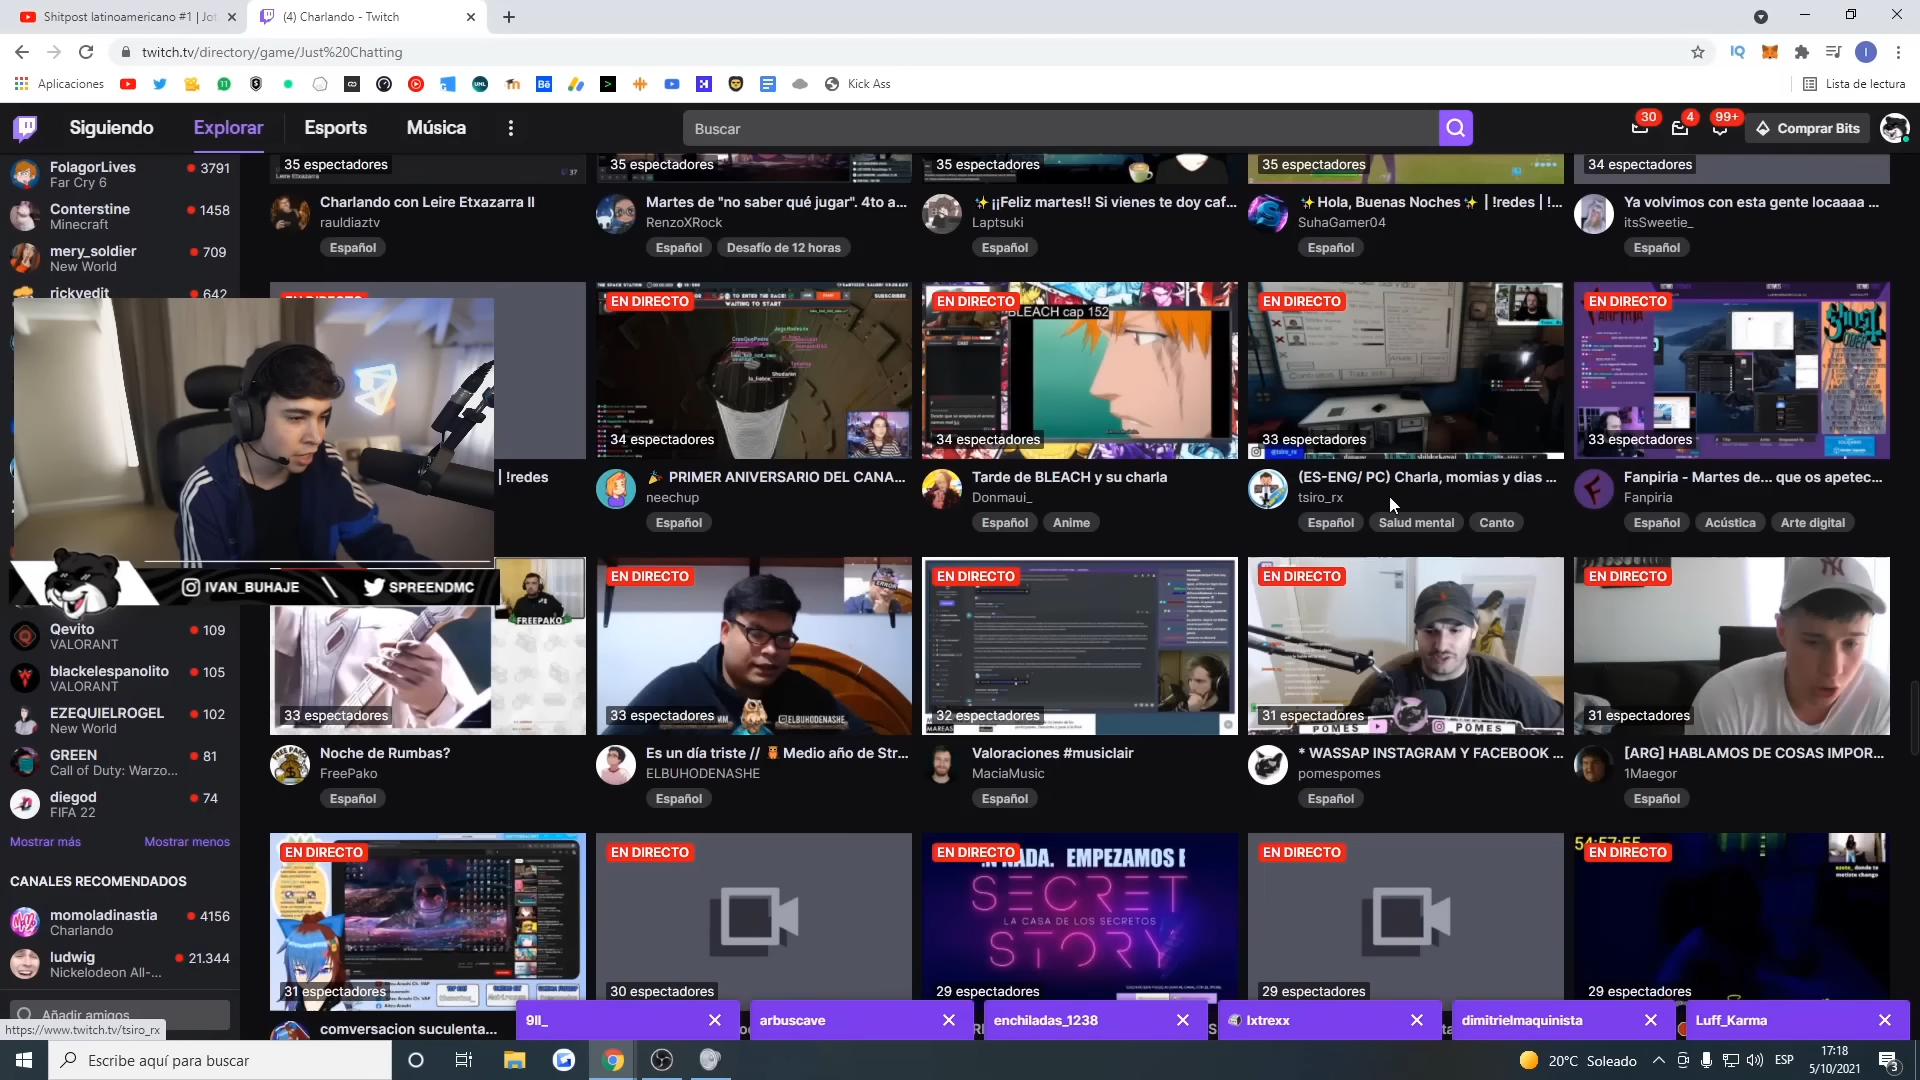 Shitpost latinoamericano #1 | Jot
(4) Charlando - Twitch
twitch.tv/directory/game/Just%20Chatting
Aplicaciones
Kick Ass
Lista de lectura
Siguiendo
Explorar
Esports
Música
Buscar
30
4
99+
Comprar Bits
FolagorLives
3791
Far Cry 6
Conterstine
1458
Minecraft
mery_soldier
709
New World
rickyedit
642
35 espectadores
35 espectadores
35 espectadores
35 espectadores
34 espectadores
Charlando con Leire Etxazarra II
rauldiaztv
Español
Martes de "no saber qué jugar". 4to a...
RenzoXRock
Español
Desafío de 12 horas
✨¡¡Feliz martes!! Si vienes te doy caf...
Laptsuki
Español
✨Hola, Buenas Noches✨ | !redes | !...
SuhaGamer04
Español
Ya volvimos con esta gente locaaaa ...
itsSweetie_
Español
| !redes
EN DIRECTO
34 espectadores
🎉 PRIMER ANIVERSARIO DEL CANA...
neechup
Español
EN DIRECTO
BLEACH cap 152
34 espectadores
Tarde de BLEACH y su charla
Donmaui_
Español
Anime
EN DIRECTO
33 espectadores
(ES-ENG/ PC) Charla, momias y dias ...
tsiro_rx
Español
Salud mental
Canto
EN DIRECTO
33 espectadores
Fanpiria - Martes de... que os apetec...
Fanpiria
Español
Acústica
Arte digital
IVAN_BUHAJE
SPREENDMC
Qevito
109
VALORANT
blackelespanolito
105
VALORANT
EZEQUIELROGEL
102
New World
GREEN
81
Call of Duty: Warzo...
diegod
74
FIFA 22
Mostrar más
Mostrar menos
CANALES RECOMENDADOS
momoladinastia
4156
Charlando
ludwig
21.344
Nickelodeon All-...
Añadir amigos
https://www.twitch.tv/tsiro_rx
FREEPAKO
33 espectadores
Noche de Rumbas?
FreePako
Español
EN DIRECTO
@ELBUHODENASHE
33 espectadores
Es un día triste // 🦉 Medio año de Str...
ELBUHODENASHE
Español
EN DIRECTO
32 espectadores
Valoraciones #musiclair
MaciaMusic
Español
EN DIRECTO
31 espectadores
POMES
POMES
* WASSAP INSTAGRAM Y FACEBOOK ...
pomespomes
Español
EN DIRECTO
31 espectadores
[ARG] HABLAMOS DE COSAS IMPOR...
1Maegor
Español
EN DIRECTO
31 espectadores
comversacion suculenta...
EN DIRECTO
30 espectadores
EN DIRECTO
EMPEZAMOS E
SECRET
LA CASA DE LOS SECRETOS
STORY
29 espectadores
EN DIRECTO
29 espectadores
54:57:55
EN DIRECTO
29 espectadores
9ll_
arbuscave
enchiladas_1238
lxtrexx
dimitrielmaquinista
Luff_Karma
Escribe aquí para buscar
20°C Soleado
ESP
17:18
5/10/2021
3